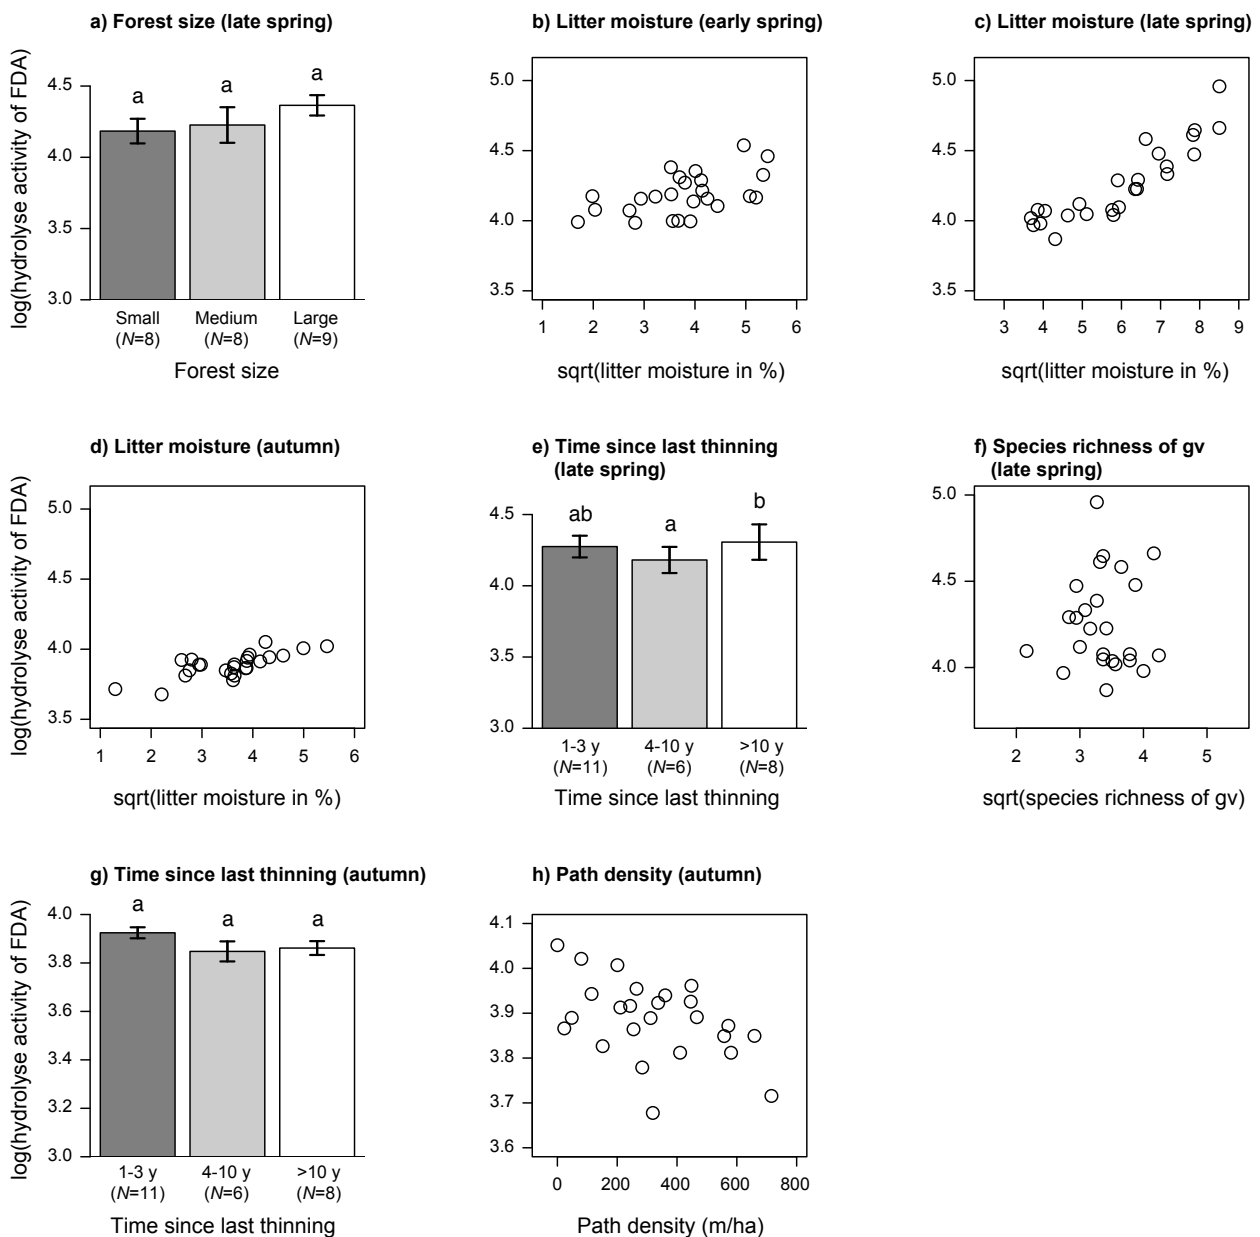 a) Forest size (late spring)
log(hydrolyse activity of FDA)
4.5
4.0
3.5
3.0
a
a
a
Small
(N=8)
Medium
(N=8)
Large
(N=9)
Forest size
b) Litter moisture (early spring)
5.0
4.5
4.0
3.5
1 2 3 4 5 6
sqrt(litter moisture in %)
c) Litter moisture (late spring)
5.0
4.5
4.0
3.5
3 4 5 6 7 8 9
sqrt(litter moisture in %)
d) Litter moisture (autumn)
log(hydrolyse activity of FDA)
5.0
4.5
4.0
3.5
1 2 3 4 5 6
sqrt(litter moisture in %)
e) Time since last thinning
(late spring)
4.5
4.0
3.5
3.0
ab
a
b
1-3 y
(N=11)
4-10 y
(N=6)
>10 y
(N=8)
Time since last thinning
f) Species richness of gv
(late spring)
5.0
4.5
4.0
2 3 4 5
sqrt(species richness of gv)
g) Time since last thinning (autumn)
log(hydrolyse activity of FDA)
4.0
3.8
3.6
3.4
3.2
3.0
a
a
a
1-3 y
(N=11)
4-10 y
(N=6)
>10 y
(N=8)
Time since last thinning
h) Path density (autumn)
4.1
4.0
3.9
3.8
3.7
3.6
0 200 400 600 800
Path density (m/ha)